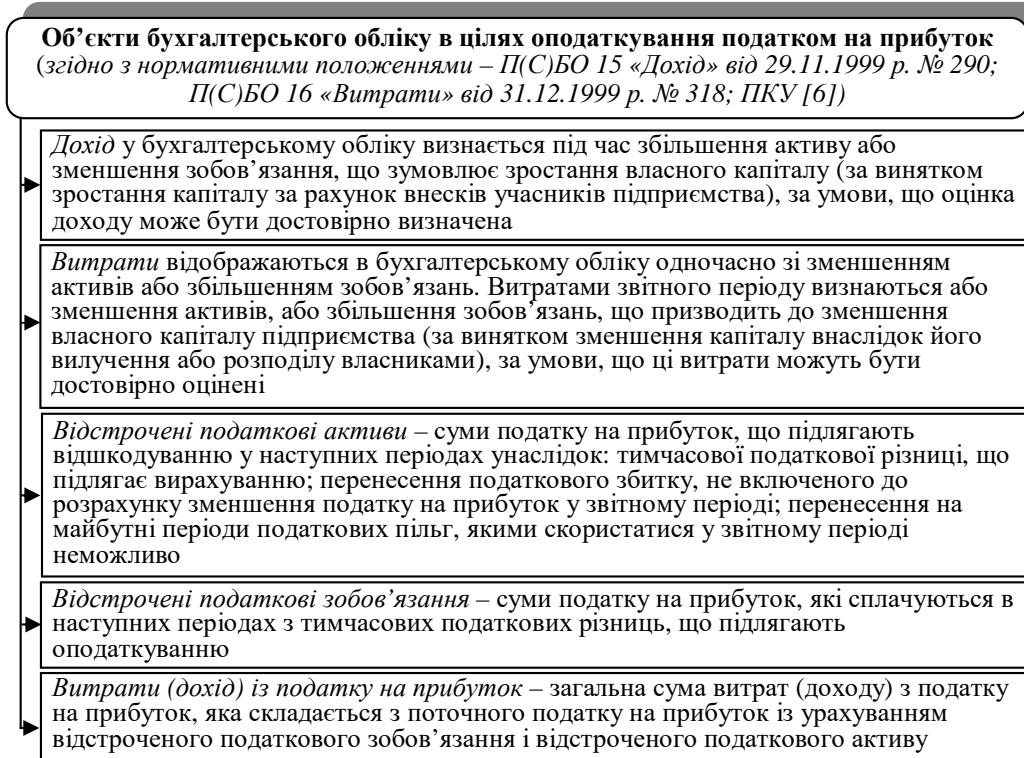 Об’єкти бухгалтерського обліку в цілях оподаткування податком на прибуток
(згідно з нормативними положеннями – П(С)БО 15 «Дохід» від 29.11.1999 р. № 290;
П(С)БО 16 «Витрати» від 31.12.1999 р. № 318; ПКУ [6])
Дохід у бухгалтерському обліку визнається під час збільшення активу або
зменшення зобов’язання, що зумовлює зростання власного капіталу (за винятком
зростання капіталу за рахунок внесків учасників підприємства), за умови, що оцінка
доходу може бути достовірно визначена
Витрати відображаються в бухгалтерському обліку одночасно зі зменшенням
активів або збільшенням зобов’язань. Витратами звітного періоду визнаються або
зменшення активів, або збільшення зобов’язань, що призводить до зменшення
власного капіталу підприємства (за винятком зменшення капіталу внаслідок його
вилучення або розподілу власниками), за умови, що ці витрати можуть бути
достовірно оцінені
Відстрочені податкові активи – суми податку на прибуток, що підлягають
відшкодуванню у наступних періодах унаслідок: тимчасової податкової різниці, що
підлягає вирахуванню; перенесення податкового збитку, не включеного до
розрахунку зменшення податку на прибуток у звітному періоді; перенесення на
майбутні періоди податкових пільг, якими скористатися у звітному періоді
неможливо
Відстрочені податкові зобов’язання – суми податку на прибуток, які сплачуються в
наступних періодах з тимчасових податкових різниць, що підлягають
оподаткуванню
Витрати (дохід) із податку на прибуток – загальна сума витрат (доходу) з податку
на прибуток, яка складається з поточного податку на прибуток із урахуванням
відстроченого податкового зобов’язання і відстроченого податкового активу